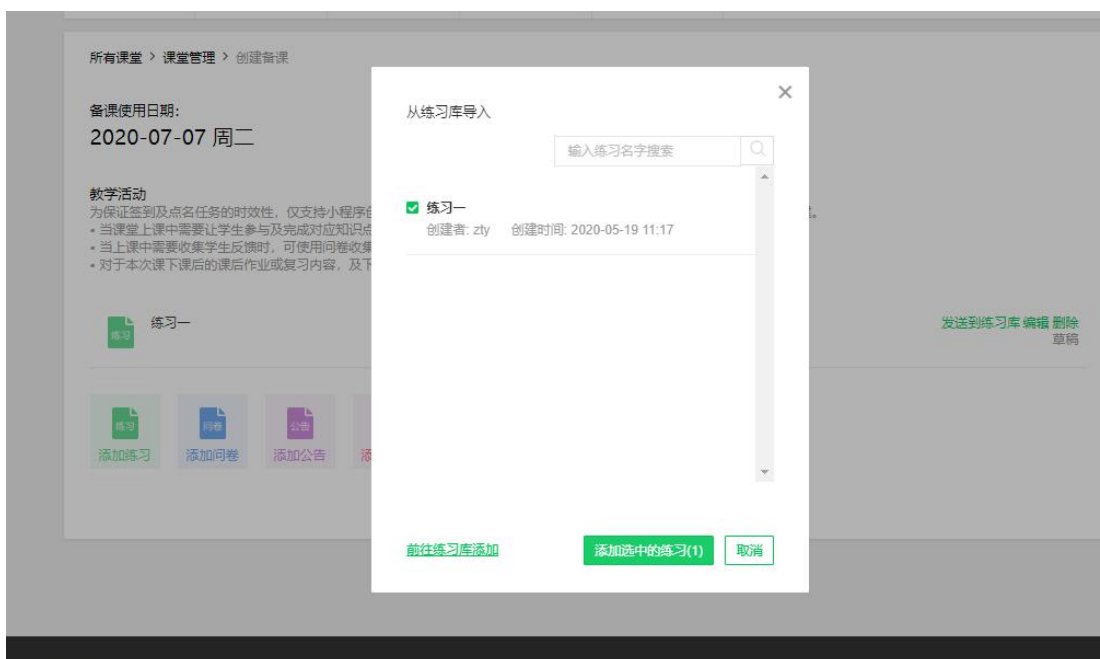 所有课堂 > 课堂管理 > 创建备课
备课使用日期:
2020-07-07 周二
教学活动
为保证签到及点名任务的时效性，仅支持小程序
• 当课堂上课中需要让学生参与及完成对应知识点
• 当上课中需要收集学生反馈时，可使用问卷收集
• 对于本次课下课后的课后作业或复习内容，及下
练习
练习一
发送到练习库 编辑 删除
草稿
练习
问卷
公告
添加练习
添加问卷
添加公告
添
从练习库导入
输入练习名字搜索
练习一
创建者: zty 创建时间: 2020-05-19 11:17
前往练习库添加
添加选中的练习(1)
取消